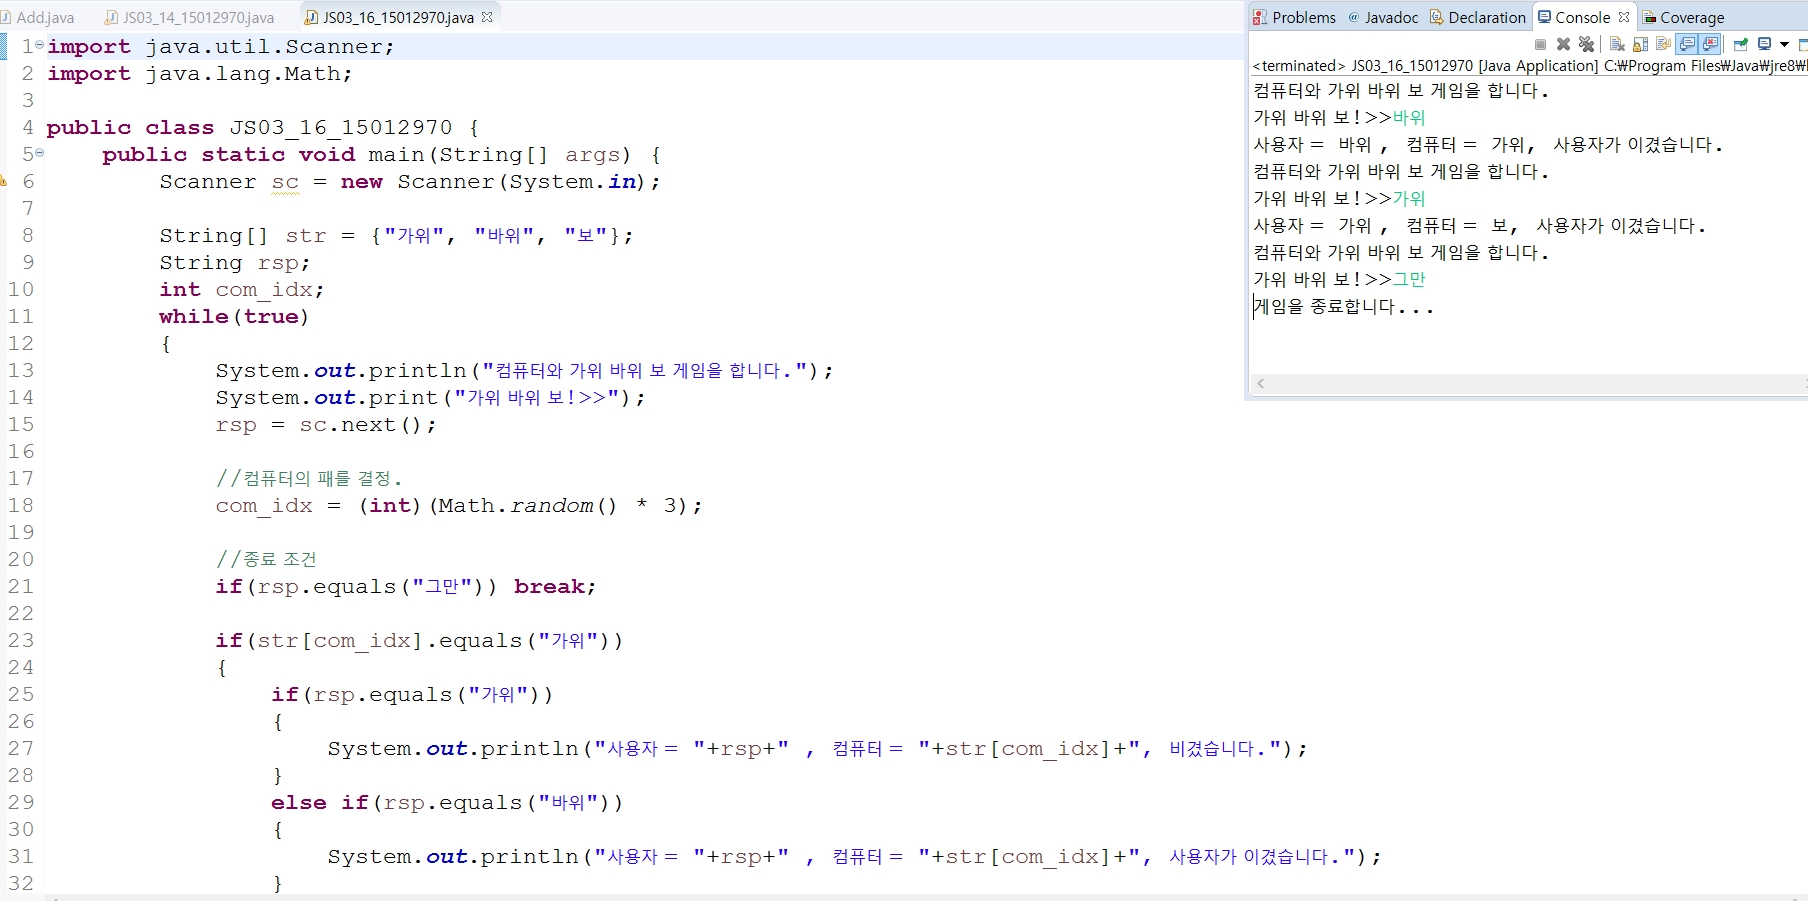 Add.java JS03_14_15012970.java JS03_16_15012970.java
1 import java.util.Scanner;
2 import java.lang.Math;
3
4 public class JS03_16_15012970 {
5 public static void main(String[] args) {
6 Scanner sc = new Scanner(System.in);
7
8 String[] str = {"가위", "바위", "보"};
9 String rsp;
10 int com_idx;
11 while(true)
12 {
13 System.out.println("컴퓨터와 가위 바위 보 게임을 합니다.");
14 System.out.print("가위 바위 보!>>");
15 rsp = sc.next();
16
17 //컴퓨터의 패를 결정.
18 com_idx = (int)(Math.random() * 3);
19
20 //종료 조건
21 if(rsp.equals("그만")) break;
22
23 if(str[com_idx].equals("가위"))
24 {
25 if(rsp.equals("가위"))
26 {
27 System.out.println("사용자 = "+rsp+" , 컴퓨터 = "+str[com_idx]+", 비겼습니다.");
28 }
29 else if(rsp.equals("바위"))
30 {
31 System.out.println("사용자 = "+rsp+" , 컴퓨터 = "+str[com_idx]+", 사용자가 이겼습니다.");
32 }
Problems Javadoc Declaration Console Coverage
<terminated> JS03_16_15012970 [Java Application] C:₩Program Files₩Java₩jre8₩
컴퓨터와 가위 바위 보 게임을 합니다.
가위 바위 보!>>바위
사용자 = 바위 , 컴퓨터 = 가위, 사용자가 이겼습니다.
컴퓨터와 가위 바위 보 게임을 합니다.
가위 바위 보!>>가위
사용자 = 가위 , 컴퓨터 = 보, 사용자가 이겼습니다.
컴퓨터와 가위 바위 보 게임을 합니다.
가위 바위 보!>>그만
게임을 종료합니다...